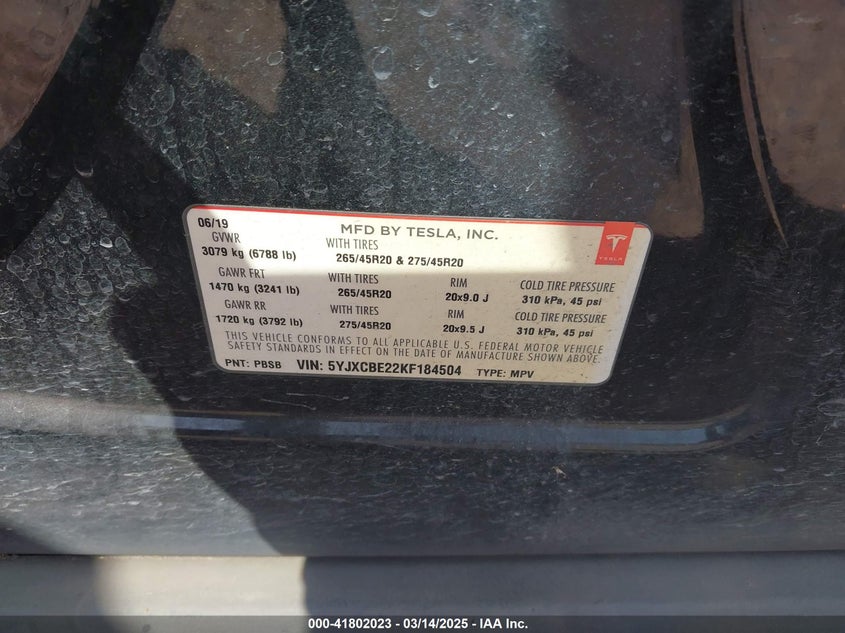 06/19
MFD BY TESLA, INC.
TESLA
GVWR WITH TIRES
3079 kg (6788 lb) 265/45R20 & 275/45R20
GAWR FRT WITH TIRES RIM COLD TIRE PRESSURE
1470 kg (3241 lb) 265/45R20 20x9.0 J 310 kPa, 45 psi
GAWR RR WITH TIRES RIM COLD TIRE PRESSURE
1720 kg (3792 lb) 275/45R20 20x9.5 J 310 kPa, 45 psi
THIS VEHICLE CONFORMS TO ALL APPLICABLE U.S. FEDERAL MOTOR VEHICLE
SAFETY STANDARDS IN EFFECT ON THE DATE OF MANUFACTURE SHOWN ABOVE.
PNT: PBSB VIN: 5YJXCBE22KF184504 TYPE: MPV
000-41802023 - 03/14/2025 - IAA Inc.